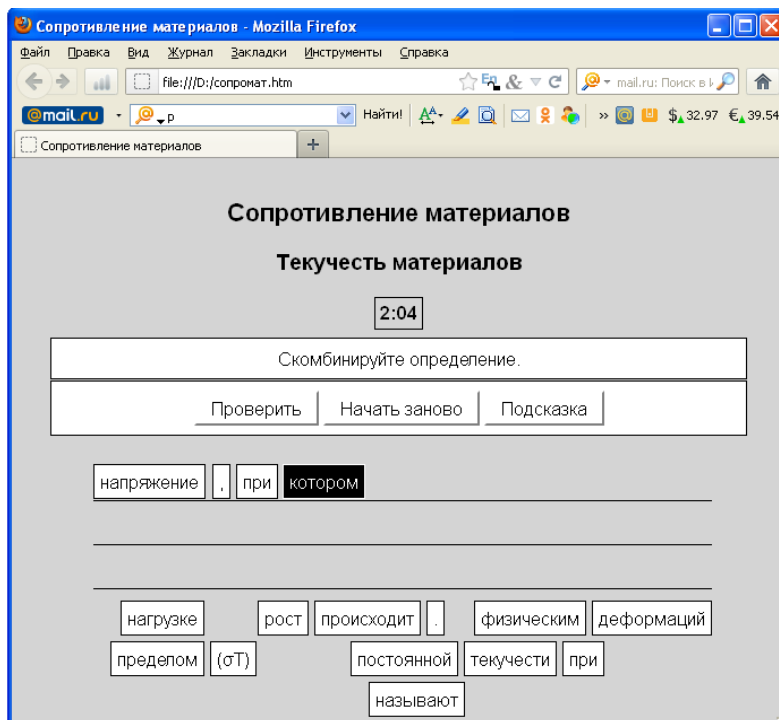 Сопротивление материалов - Mozilla Firefox
Файл Правка Вид Журнал Закладки Инструменты Справка
file:///D:/сопромат.htm mail.ru: Поиск в
@mail.ru р Найти! » $ 32.97 € 39.54
Сопротивление материалов +
Сопротивление материалов
Текучесть материалов
2:04
Скомбинируйте определение.
Проверить Начать заново Подсказка
напряжение , при котором
нагрузке рост происходит . физическим деформаций
пределом (σТ) постоянной текучести при
называют